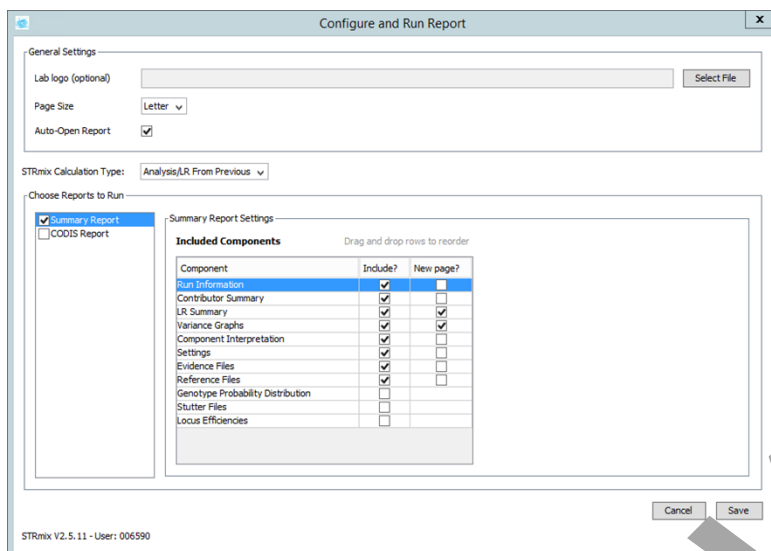 Configure and Run Report
x
General Settings
Lab logo (optional)
Select File
Page Size
Letter
Auto-Open Report
STRmix Calculation Type:
Analysis/LR From Previous
Choose Reports to Run
Summary Report
CODIS Report
Summary Report Settings
Included Components
Drag and drop rows to reorder
Component Include? New page?
Run Information
Contributor Summary
LR Summary
Variance Graphs
Component Interpretation
Settings
Evidence Files
Reference Files
Genotype Probability Distribution
Stutter Files
Locus Efficiencies
Cancel
Save
STRmix V2.5.11 - User: 006590